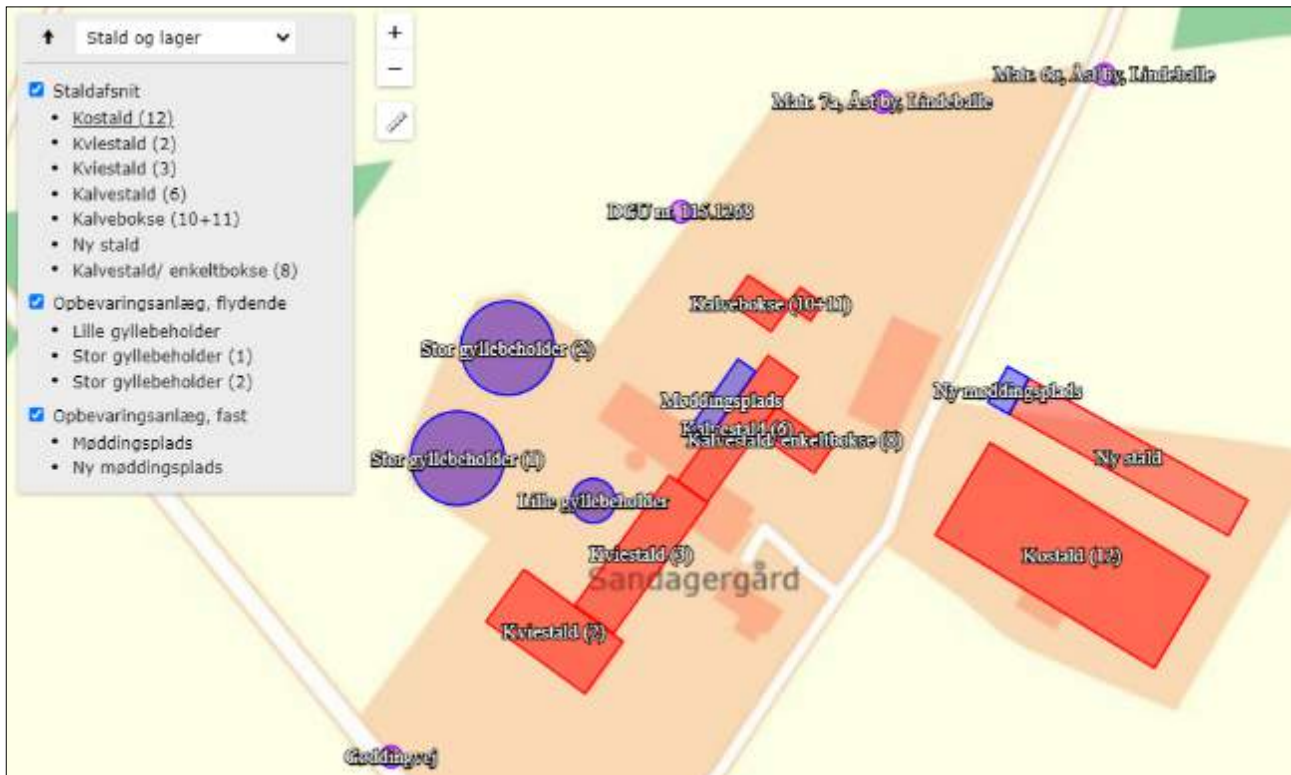 Stald og lager
Staldafsnit
Kostald (12)
Kviestald (2)
Kviestald (3)
Kalvestald (6)
Kalvebokse (10+11)
Ny stald
Kalvestald/ enkeltbokse (8)
Opbevaringsanlæg, flydende
Lille gyllebeholder
Stor gyllebeholder (1)
Stor gyllebeholder (2)
Opbevaringsanlæg, fast
Møddingsplads
Ny møddingsplads
+
−
Matr. 6g, Åst by, Lindeballe
Matr. 7a, Åst by, Lindeballe
DGU nr. 115.1268
Kalvebokse (10+11)
Stor gyllebeholder (2)
Møddingsplads
Ny møddingsplads
Kalvestald (6)
Kalvestald/ enkeltbokse (8)
Stor gyllebeholder (1)
Ny stald
Lille gyllebeholder
Kviestald (3)
Kostald (12)
Sandagergård
Kviestald (2)
Gøddingvej